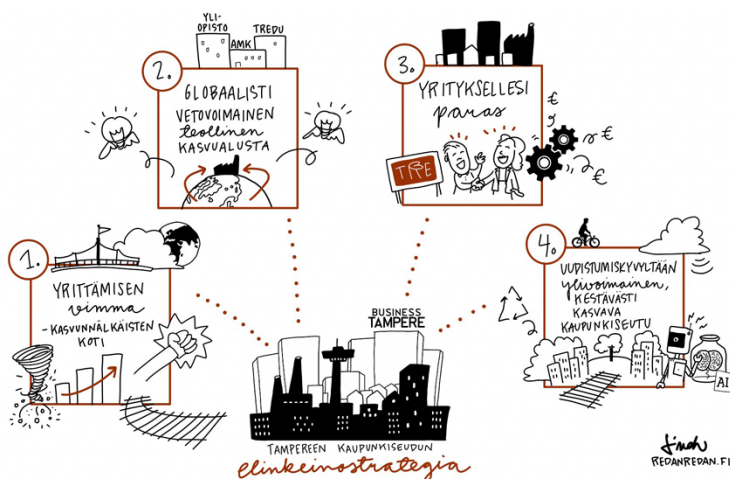 YLI-
OPISTO
AMK
TREDU
2.
GLOBAALISTI
VETOVOIMAINEN
teollinen
KASVUALUSTA
3.
YRITYKSELLESI
paras
TRE
€
€
€
1.
YRITTÄMISEN
vimma
- KASVUNNÄLKÄISTEN
KOTI
4.
UUDISTUMISKYVYLTÄÄN
ylivoimainen,
KESTÄVÄSTI
KASVAVA
KAUPUNKISEUTU
AI
BUSINESS
TAMPERE
TAMPEREEN KAUPUNKISEUDUN
elinkeinostrategia
REDANREDAN.FI